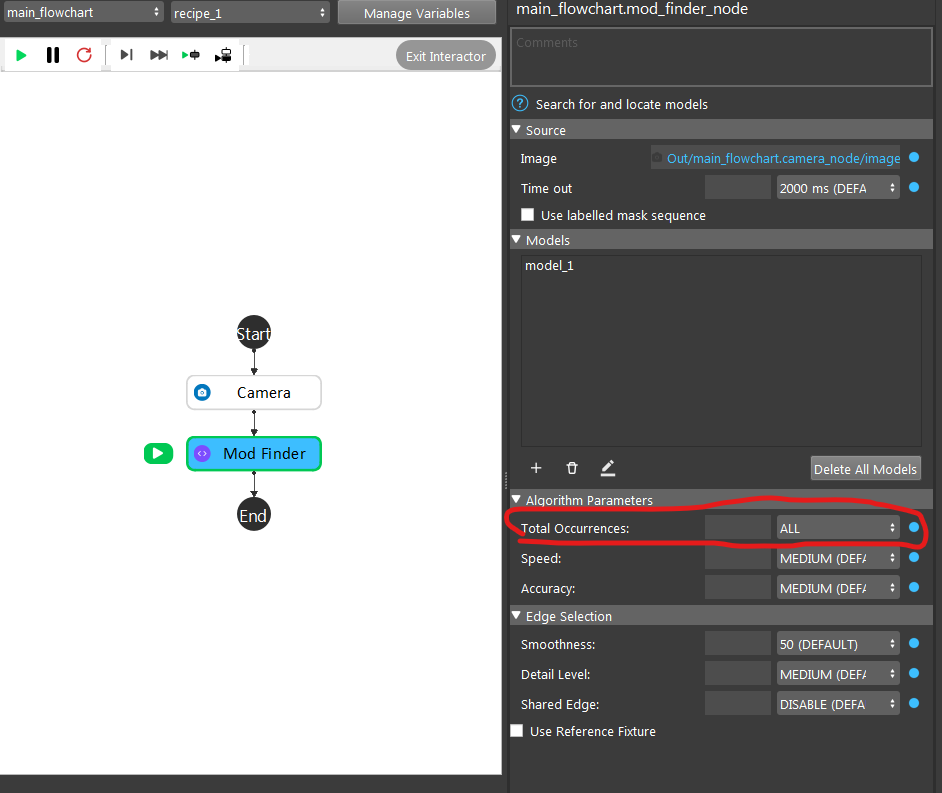 main_flowchart
recipe_1
Manage Variables
Exit Interactor
Start
Camera
Mod Finder
End
main_flowchart.mod_finder_node
Comments
? Search for and locate models
Source
Image Out/main_flowchart.camera_node/image
Time out 2000 ms (DEFA
Use labelled mask sequence
Models
model_1
Delete All Models
Algorithm Parameters
Total Occurrences: ALL
Speed: MEDIUM (DEFA
Accuracy: MEDIUM (DEFA
Edge Selection
Smoothness: 50 (DEFAULT)
Detail Level: MEDIUM (DEFA
Shared Edge: DISABLE (DEFA
Use Reference Fixture